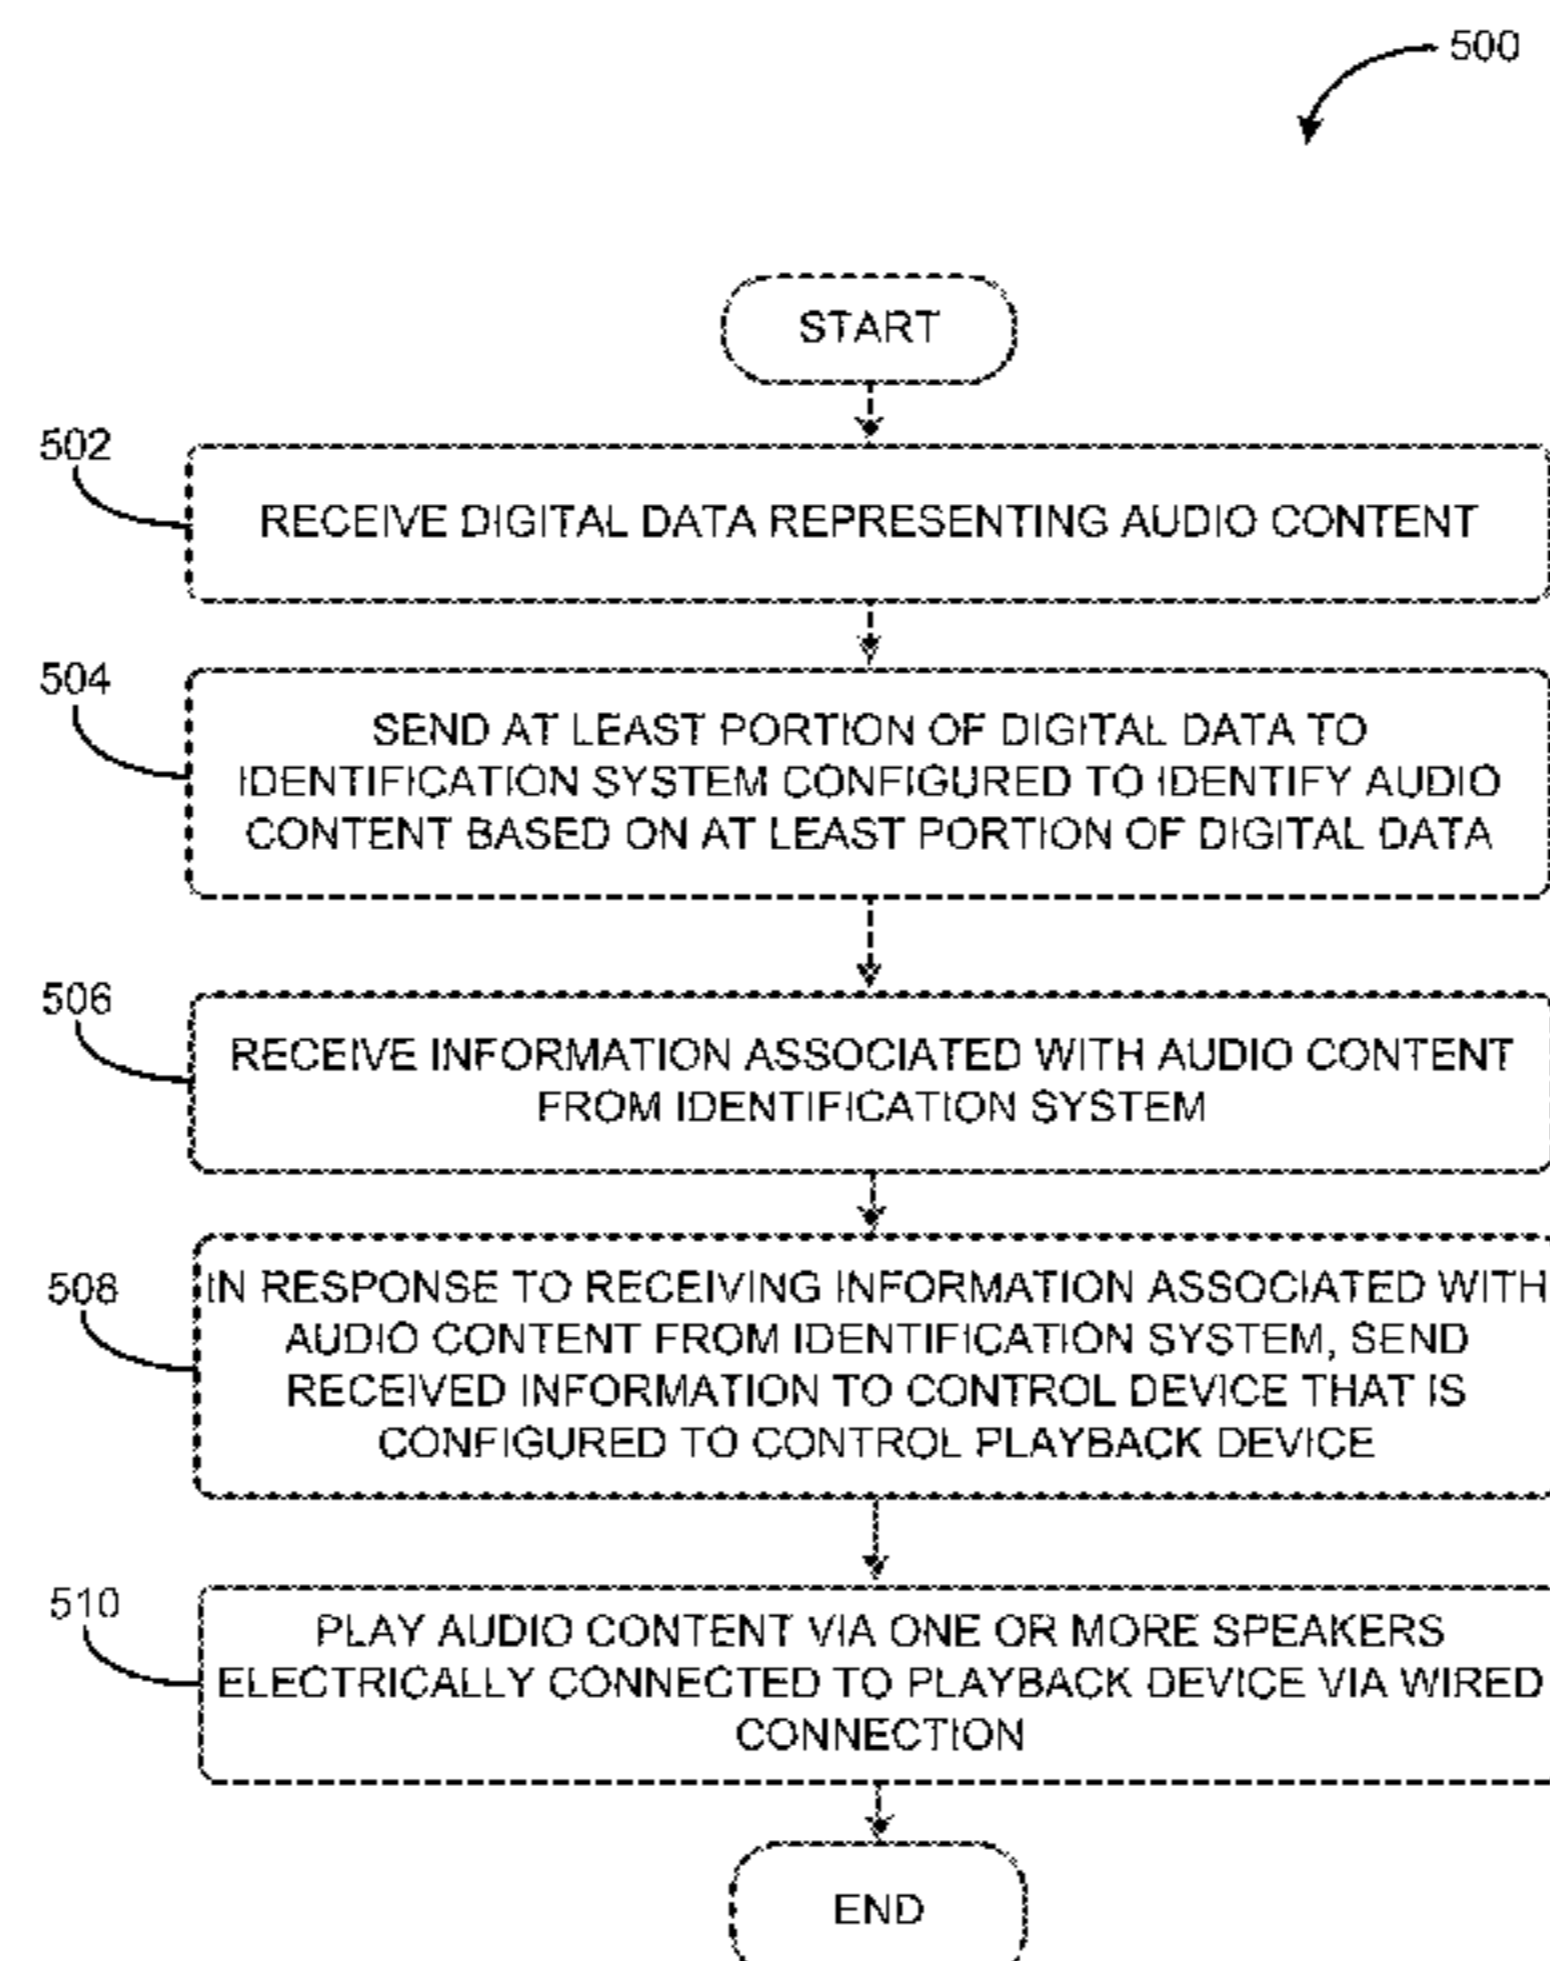 500
START
502
RECEIVE DIGITAL DATA REPRESENTING AUDIO CONTENT
504
SEND AT LEAST PORTION OF DIGITAL DATA TO
IDENTIFICATION SYSTEM CONFIGURED TO IDENTIFY AUDIO
CONTENT BASED ON AT LEAST PORTION OF DIGITAL DATA
506
RECEIVE INFORMATION ASSOCIATED WITH AUDIO CONTENT
FROM IDENTIFICATION SYSTEM
508
IN RESPONSE TO RECEIVING INFORMATION ASSOCIATED WITH
AUDIO CONTENT FROM IDENTIFICATION SYSTEM, SEND
RECEIVED INFORMATION TO CONTROL DEVICE THAT IS
CONFIGURED TO CONTROL PLAYBACK DEVICE
510
PLAY AUDIO CONTENT VIA ONE OR MORE SPEAKERS
ELECTRICALLY CONNECTED TO PLAYBACK DEVICE VIA WIRED
CONNECTION
END